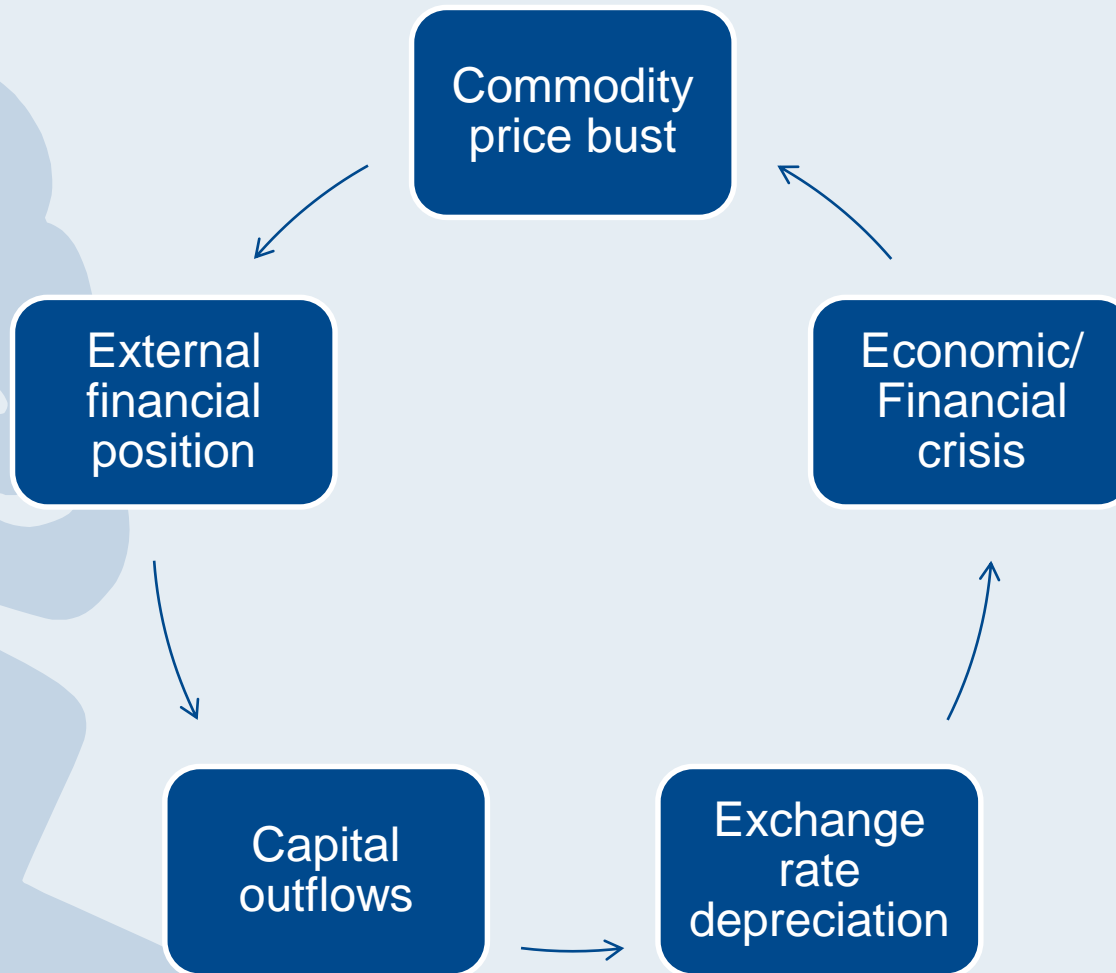 Commodity
price bust
External
financial
position
Economic/
Financial
crisis
Capital
outflows
Exchange
rate
depreciation